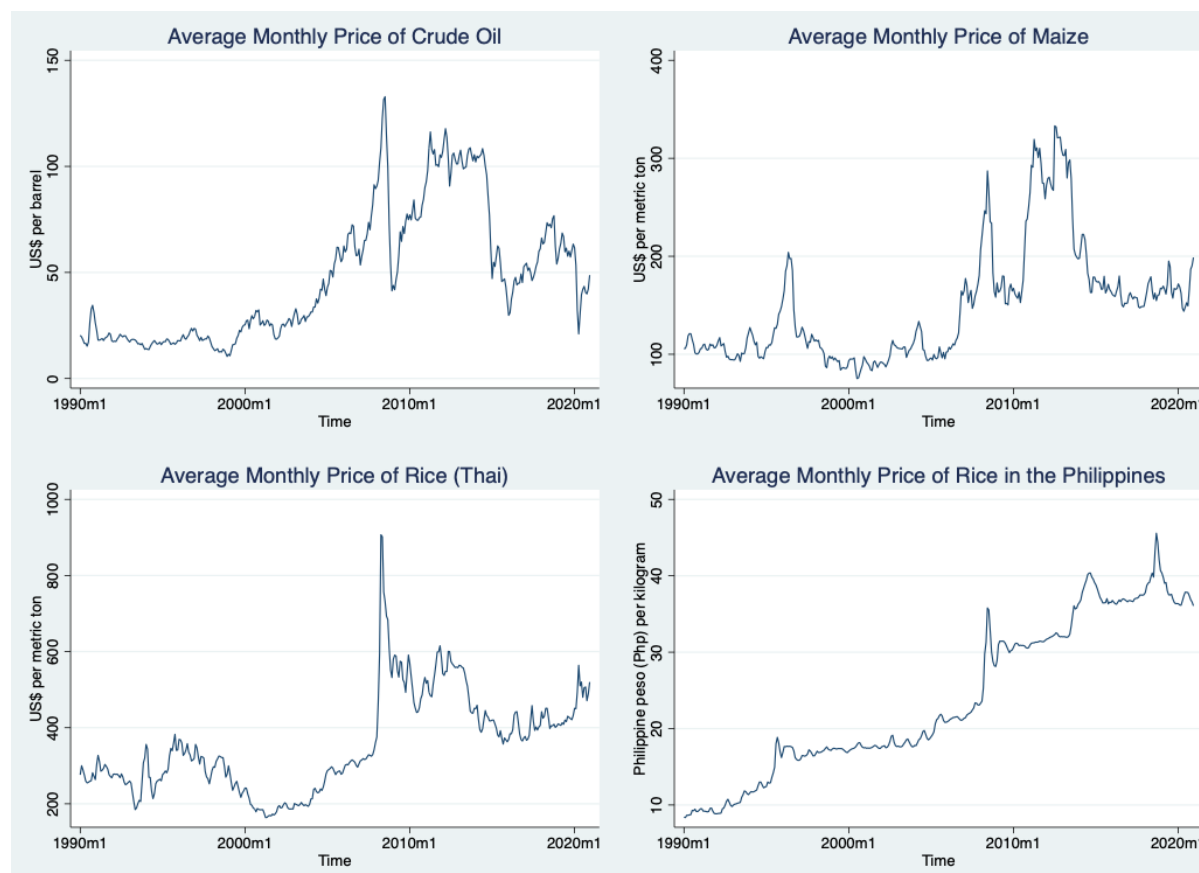 Average Monthly Price of Crude Oil
US$ per barrel
150
100
50
0
1990m1 2000m1 2010m1 2020m1
Time
Average Monthly Price of Maize
US$ per metric ton
400
300
200
100
1990m1 2000m1 2010m1 2020m1
Time
Average Monthly Price of Rice (Thai)
US$ per metric ton
1000
800
600
400
200
1990m1 2000m1 2010m1 2020m1
Time
Average Monthly Price of Rice in the Philippines
Philippine peso (Php) per kilogram
50
40
30
20
10
1990m1 2000m1 2010m1 2020m1
Time